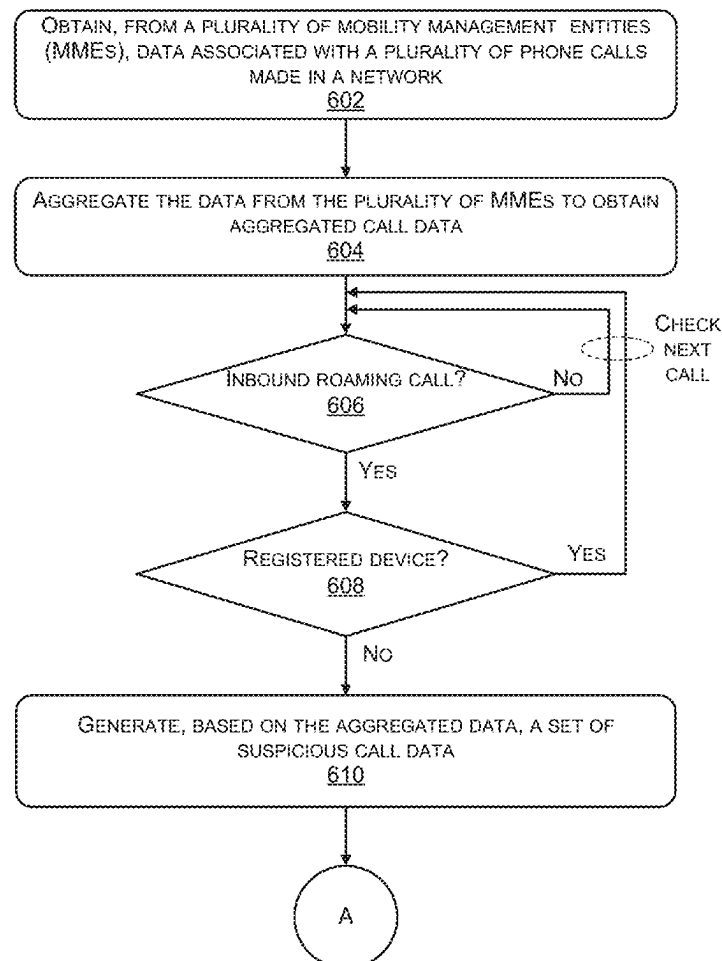 OBTAIN, FROM A PLURALITY OF MOBILITY MANAGEMENT ENTITIES
(MMES), DATA ASSOCIATED WITH A PLURALITY OF PHONE CALLS
MADE IN A NETWORK
602
AGGREGATE THE DATA FROM THE PLURALITY OF MMES TO OBTAIN
AGGREGATED CALL DATA
604
CHECK
NEXT
CALL
INBOUND ROAMING CALL?
606
NO
YES
REGISTERED DEVICE?
608
YES
NO
GENERATE, BASED ON THE AGGREGATED DATA, A SET OF
SUSPICIOUS CALL DATA
610
A